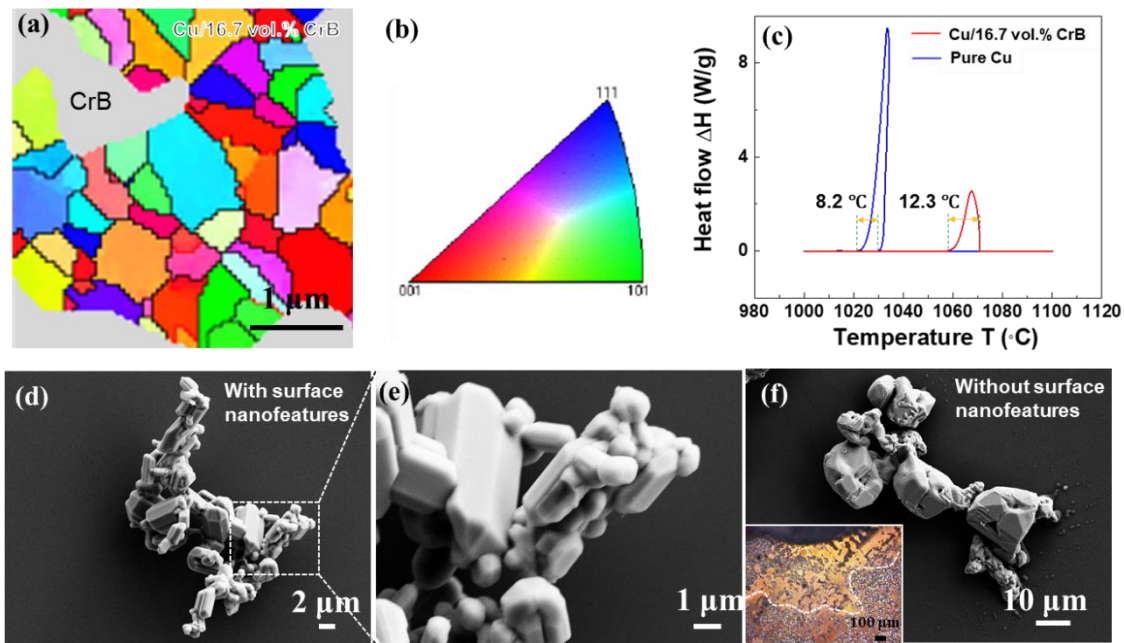 (a)
Cu/16.7 vol.% CrB
CrB
1 μm
(b)
111
001
101
(c)
Cu/16.7 vol.% CrB
Pure Cu
Heat flow ΔH (W/g)
8
4
0
8.2 °C
12.3 °C
980 1000 1020 1040 1060 1080 1100 1120
Temperature T (◦C)
(d)
With surface
nanofeatures
2 μm
(e)
1 μm
(f)
Without surface
nanofeatures
100 μm
10 μm